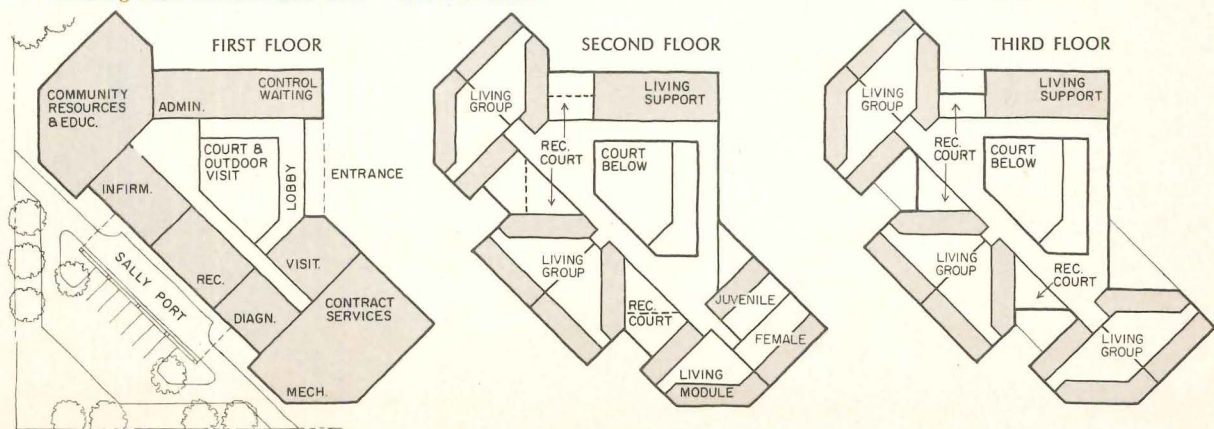 FIRST FLOOR
COMMUNITY
RESOURCES
& EDUC.
ADMIN.
CONTROL
WAITING
COURT &
OUTDOOR
VISIT
LOBBY
ENTRANCE
INFIRM.
REC.
DIAGN.
VISIT.
CONTRACT
SERVICES
MECH.
SALLY PORT
SECOND FLOOR
LIVING
GROUP
LIVING
SUPPORT
REC.
COURT
COURT
BELOW
LIVING
GROUP
REC.
COURT
JUVENILE
FEMALE
LIVING
MODULE
THIRD FLOOR
LIVING
GROUP
LIVING
SUPPORT
REC.
COURT
COURT
BELOW
LIVING
GROUP
REC.
COURT
LIVING
GROUP